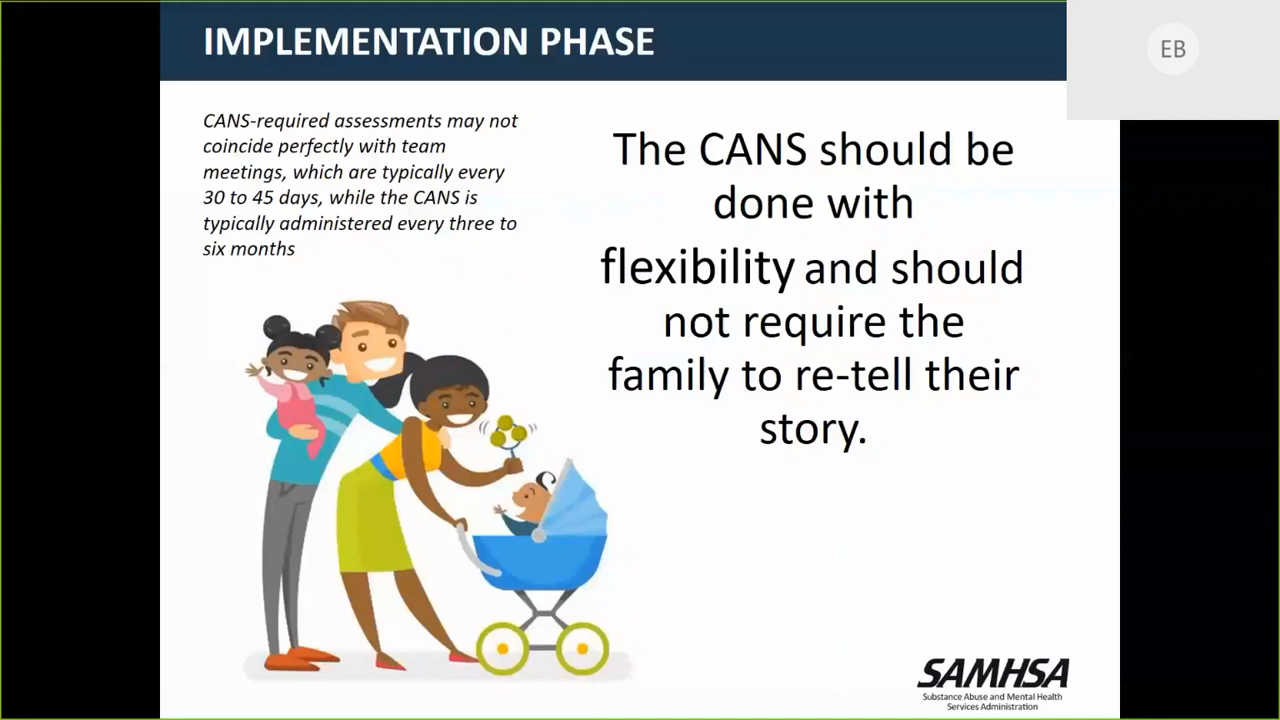 IMPLEMENTATION PHASE
EB
CANS-required assessments may not
coincide perfectly with team
meetings, which are typically every
30 to 45 days, while the CANS is
typically administered every three to
six months
The CANS should be
done with
flexibility and should
not require the
family to re-tell their
story.
SAMHSA
Substance Abuse and Mental Health
Services Administration